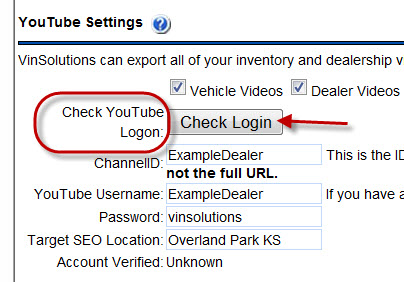 YouTube Settings ?
VinSolutions can export all of your inventory and dealership v
Vehicle Videos Dealer Videos
Check YouTube
Logon:
Check Login
ChannelID: ExampleDealer This is the ID
not the full URL.
YouTube Username: ExampleDealer If you have a
Password: vinsolutions
Target SEO Location: Overland Park KS
Account Verified: Unknown